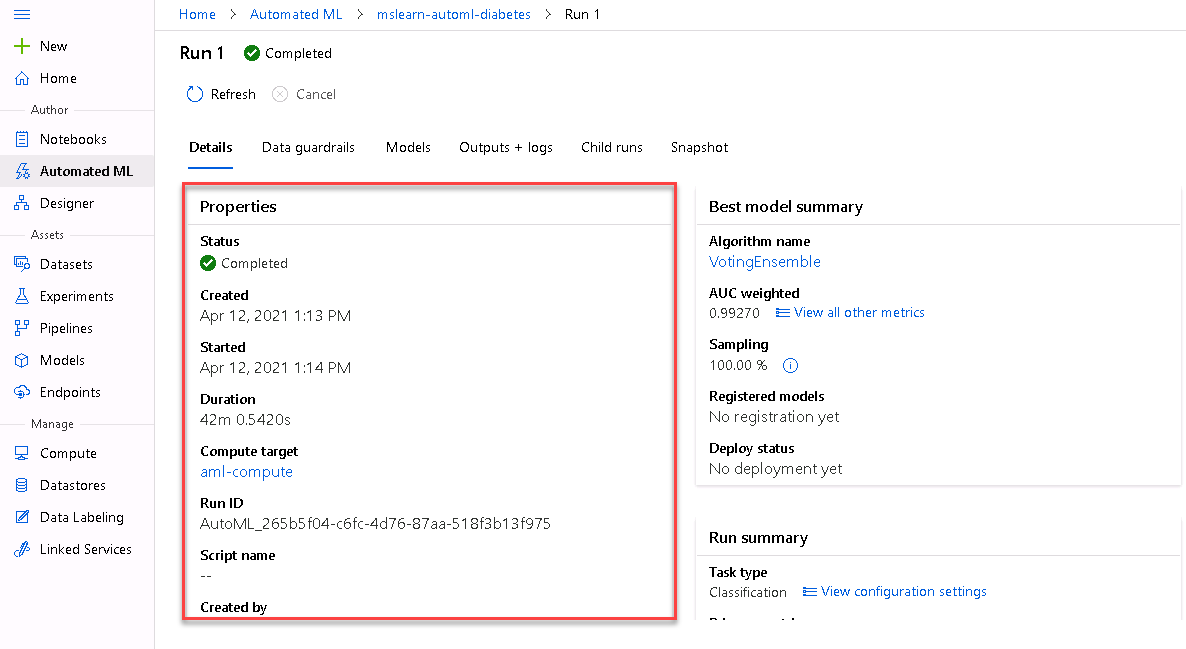 Home > Automated ML > mslearn-automl-diabetes > Run 1
New
Home
Author
Notebooks
Automated ML
Designer
Assets
Datasets
Experiments
Pipelines
Models
Endpoints
Manage
Compute
Datastores
Data Labeling
Linked Services
Run 1 Completed
Refresh Cancel
Details Data guardrails Models Outputs + logs Child runs Snapshot
Properties
Status
Completed
Created
Apr 12, 2021 1:13 PM
Started
Apr 12, 2021 1:14 PM
Duration
42m 0.5420s
Compute target
aml-compute
Run ID
AutoML_265b5f04-c6fc-4d76-87aa-518f3b13f975
Script name
--
Created by
Best model summary
Algorithm name
VotingEnsemble
AUC weighted
0.99270 View all other metrics
Sampling
100.00 %
Registered models
No registration yet
Deploy status
No deployment yet
Run summary
Task type
Classification View configuration settings